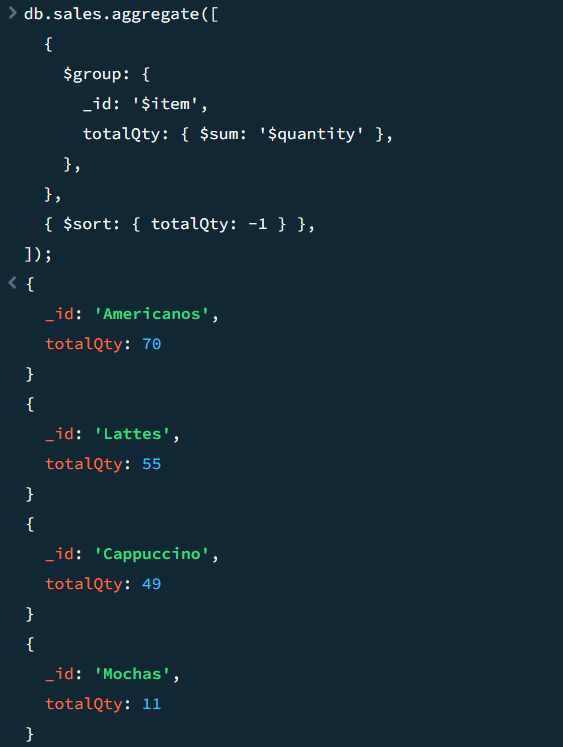 > db.sales.aggregate([
  {
    $group: {
      _id: '$item',
      totalQty: { $sum: '$quantity' },
    },
  },
  { $sort: { totalQty: -1 } },
]);
< {
  _id: 'Americanos',
  totalQty: 70
}
{
  _id: 'Lattes',
  totalQty: 55
}
{
  _id: 'Cappuccino',
  totalQty: 49
}
{
  _id: 'Mochas',
  totalQty: 11
}